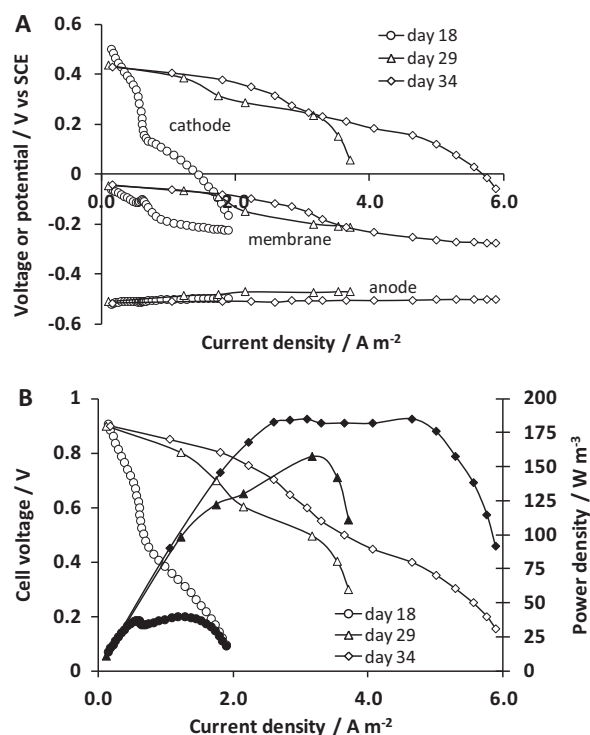 A
Voltage or potential / V vs SCE
0.6
0.4
0.2
0
-0.2
-0.4
-0.6
0.0
2.0
4.0
6.0
day 18
day 29
day 34
cathode
membrane
anode
Current density / A m-2
B
Cell voltage / V
1
0.8
0.6
0.4
0.2
0
200
175
150
125
100
75
50
25
0
Power density / W m-3
day 18
day 29
day 34
0.0
2.0
4.0
6.0
Current density / A m-2